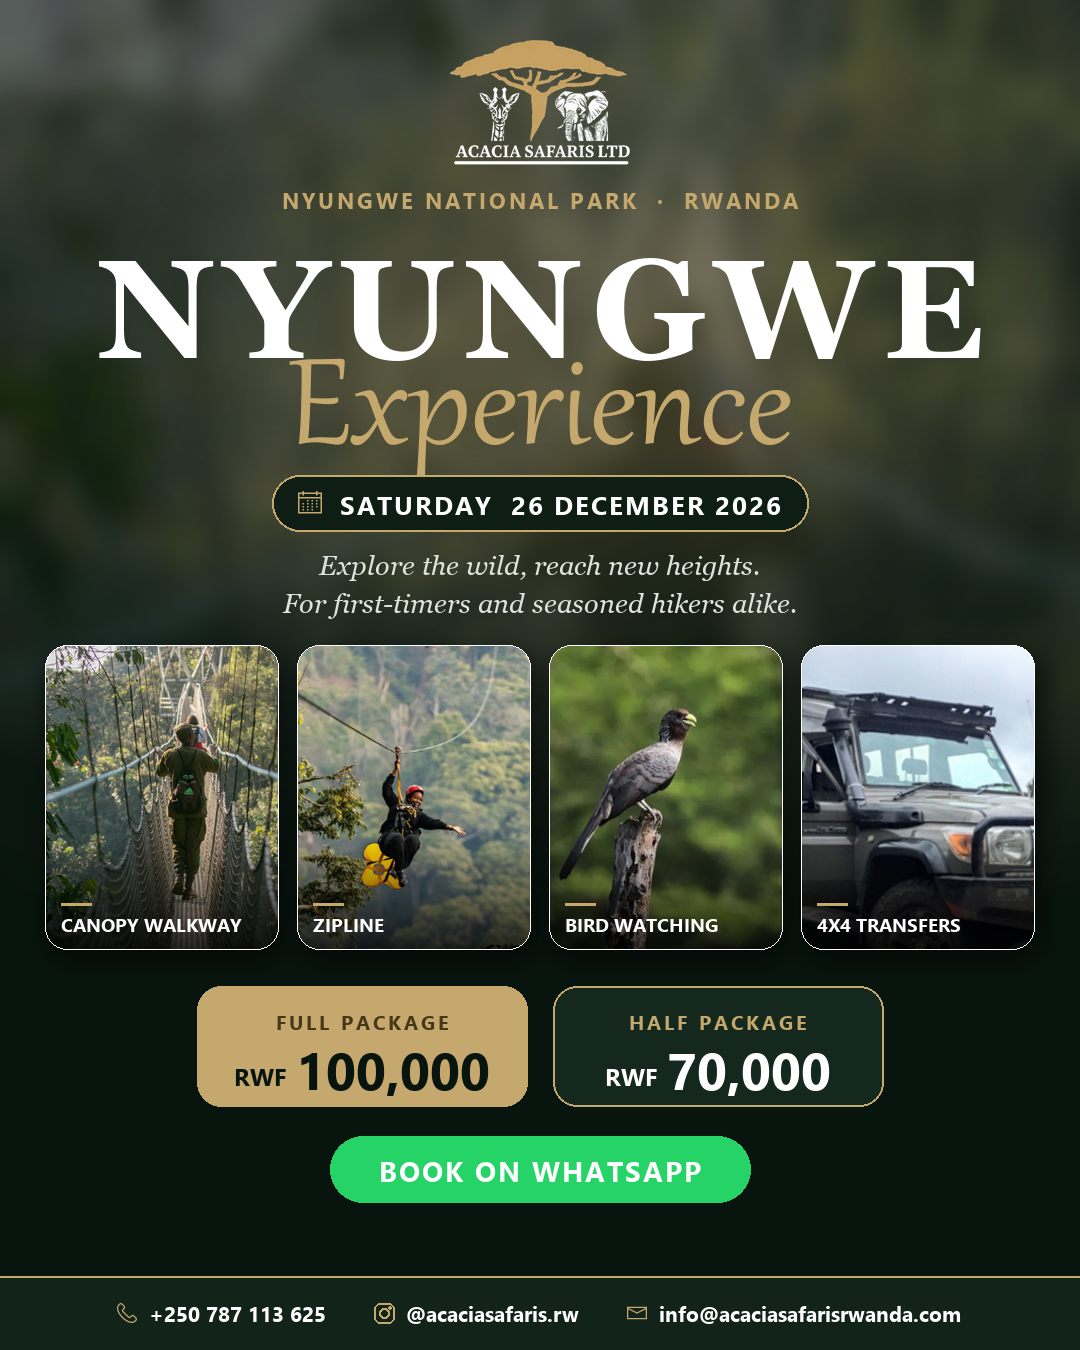 ACACIA SAFARIS LTD
NYUNGWE NATIONAL PARK · RWANDA
NYUNGWE
Experience
SATURDAY 26 DECEMBER 2026
Explore the wild, reach new heights.
For first-timers and seasoned hikers alike.
CANOPY WALKWAY
ZIPLINE
BIRD WATCHING
4X4 TRANSFERS
FULL PACKAGE
RWF 100,000
HALF PACKAGE
RWF 70,000
BOOK ON WHATSAPP
+250 787 113 625
@acaciasafaris.rw
info@acaciasafarisrwanda.com